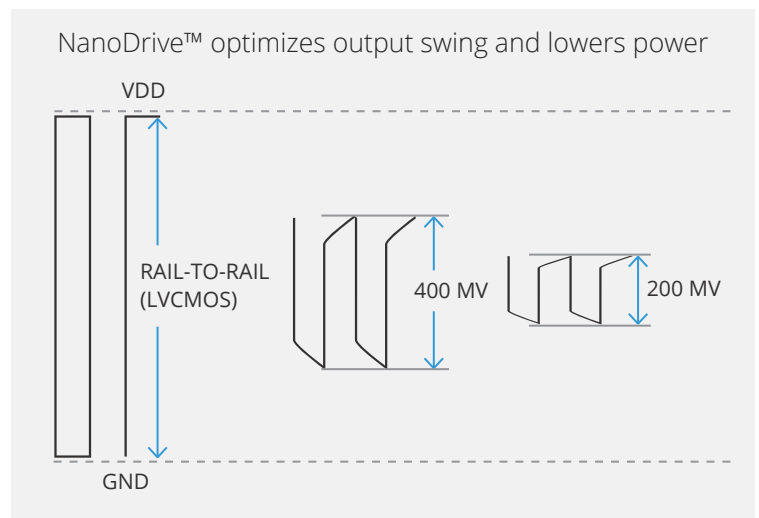 NanoDrive™ optimizes output swing and lowers power
VDD
RAIL-TO-RAIL
(LVCMOS)
400 MV
200 MV
GND